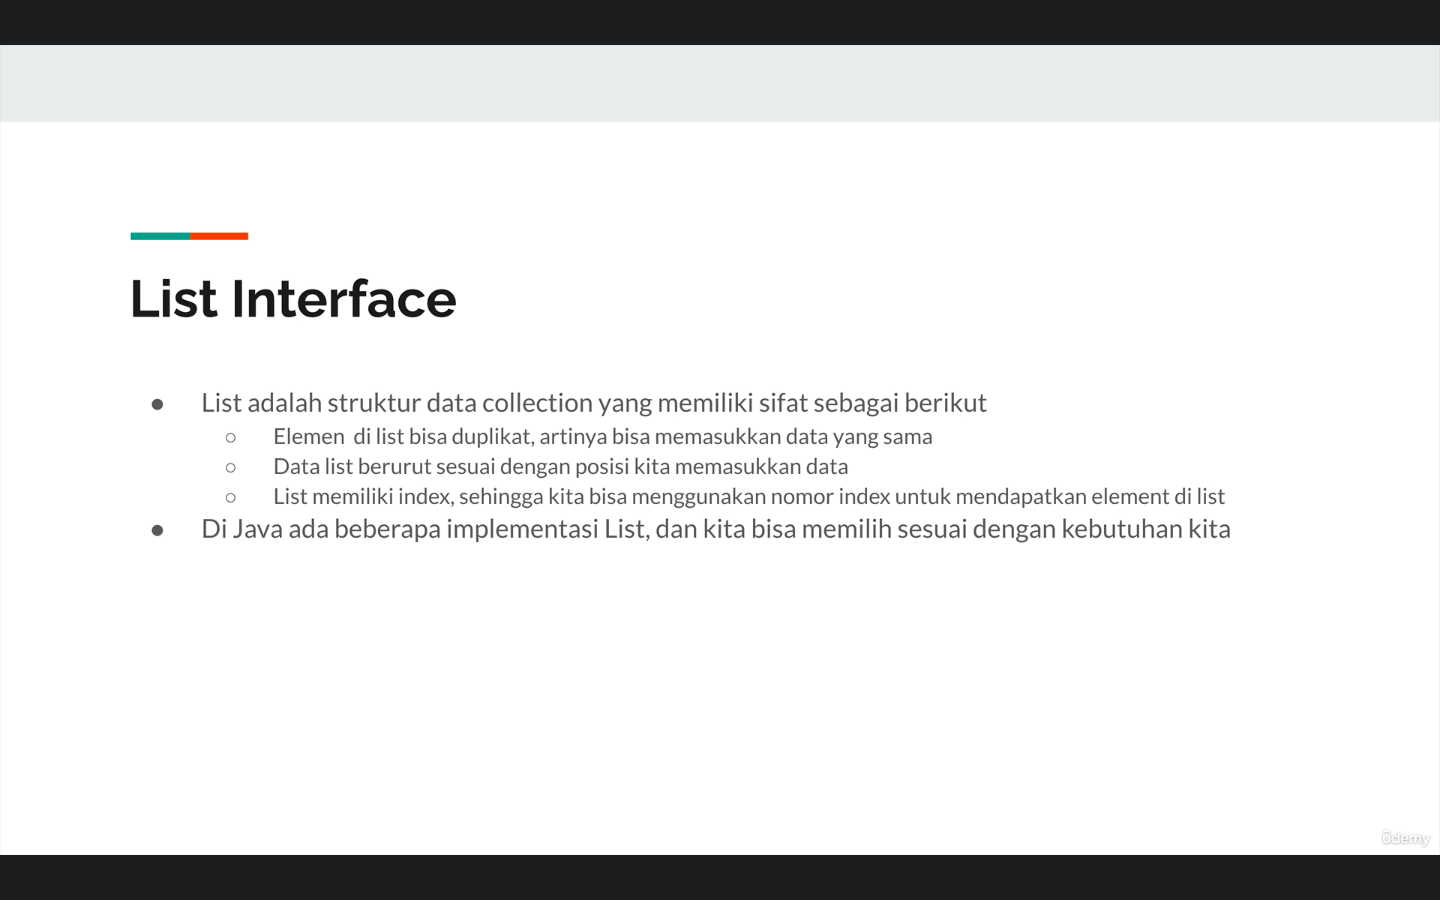 List Interface
● List adalah struktur data collection yang memiliki sifat sebagai berikut
○ Elemen  di list bisa duplikat, artinya bisa memasukkan data yang sama
○ Data list berurut sesuai dengan posisi kita memasukkan data
○ List memiliki index, sehingga kita bisa menggunakan nomor index untuk mendapatkan element di list
● Di Java ada beberapa implementasi List, dan kita bisa memilih sesuai dengan kebutuhan kita
ûdemy